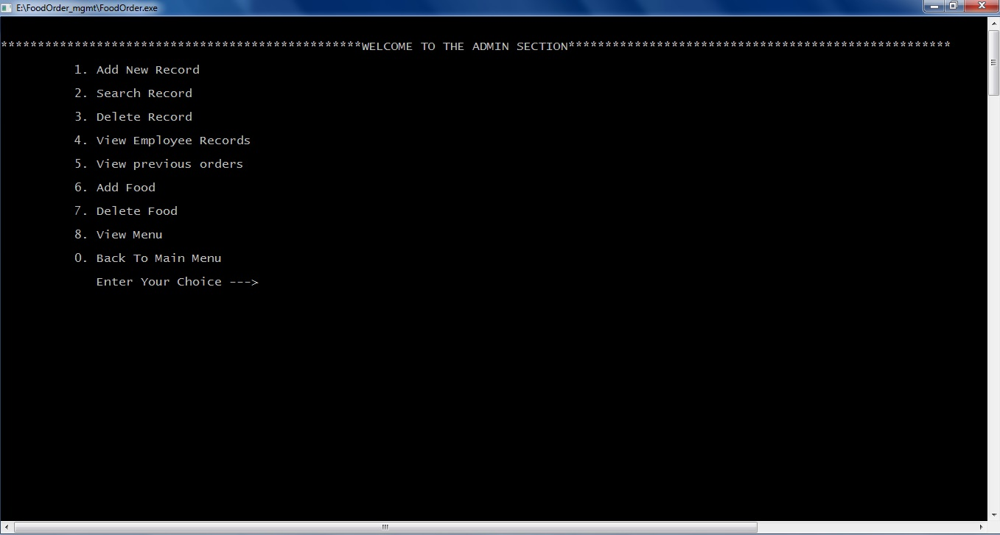 E:\FoodOrder_mgmt\FoodOrder.exe
*************************************************WELCOME TO THE ADMIN SECTION****************************************************
1. Add New Record
2. Search Record
3. Delete Record
4. View Employee Records
5. View previous orders
6. Add Food
7. Delete Food
8. View Menu
0. Back To Main Menu
Enter Your Choice --->